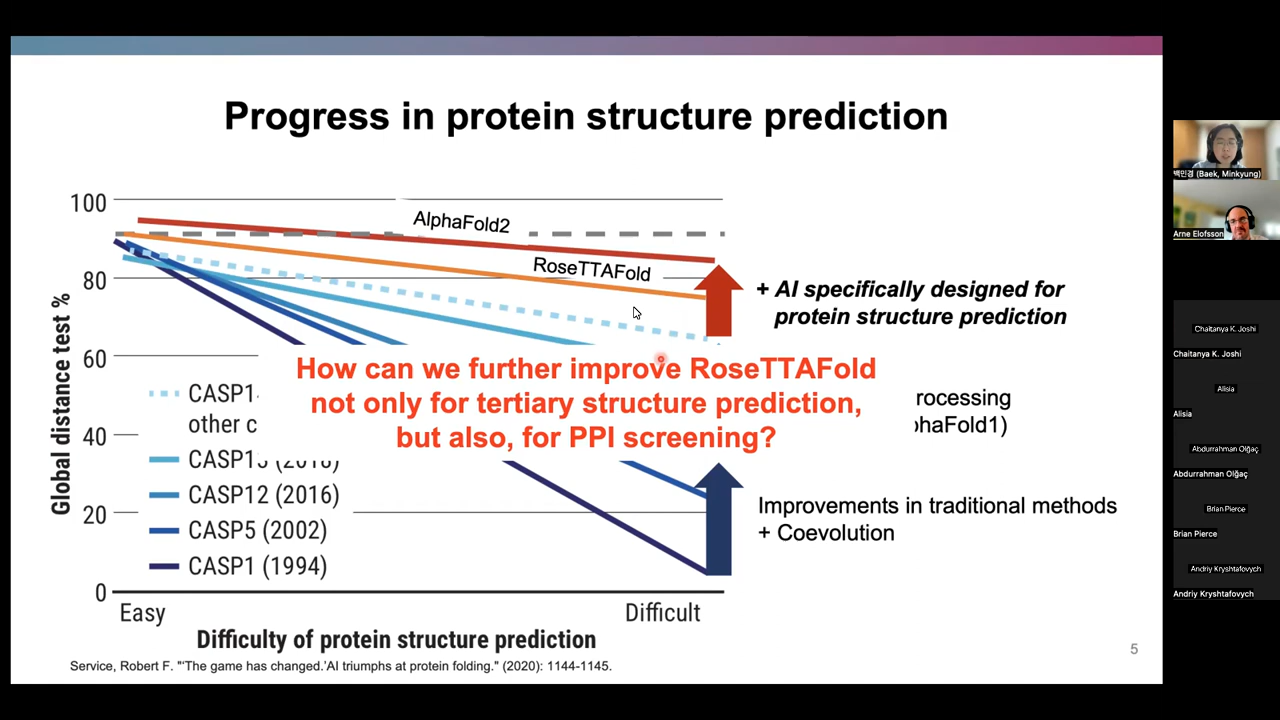 Progress in protein structure prediction
100
80
60
40
20
0
Global distance test %
AlphaFold2
RoseTTAFold
+ AI specifically designed for
protein structure prediction
How can we further improve RoseTTAFold
not only for tertiary structure prediction,
but also, for PPI screening?
rocessing
phaFold1)
CASP1
other c
CASP13 (2018)
CASP12 (2016)
CASP5 (2002)
CASP1 (1994)
Improvements in traditional methods
+ Coevolution
Easy
Difficult
Difficulty of protein structure prediction
Service, Robert F. "'The game has changed.'AI triumphs at protein folding." (2020): 1144-1145.
5
백민경 (Baek, Minkyung)
Arne Elofsson
Chaitanya K. Joshi
Chaitanya K. Joshi
Alisia
Alisia
Abdurrahman Olğaç
Abdurrahman Olğaç
Brian Pierce
Brian Pierce
Andriy Kryshtafovych
Andriy Kryshtafovych